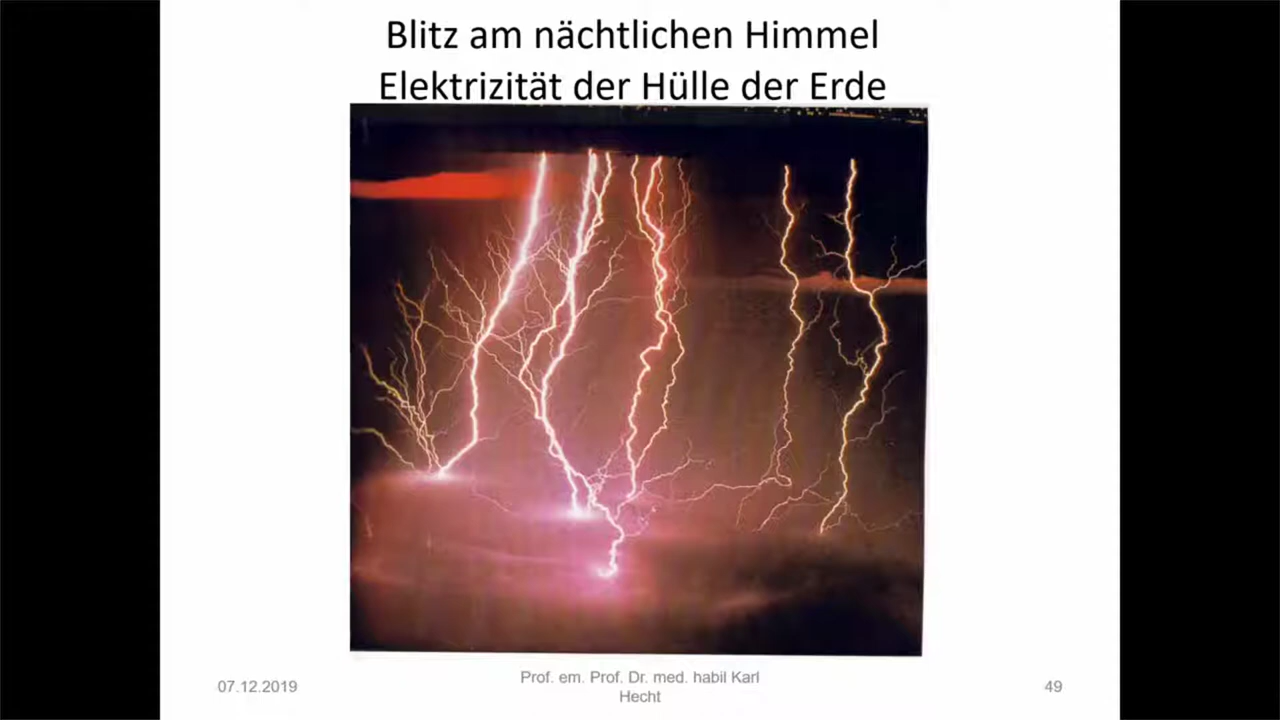 Blitz am nächtlichen Himmel
Elektrizität der Hülle der Erde
07.12.2019
Prof. em. Prof. Dr. med. habil Karl
Hecht
49